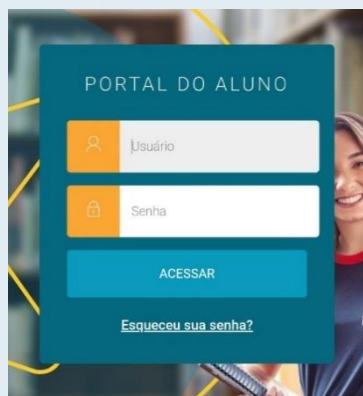 PORTAL DO ALUNO
Usuário
Senha
ACESSAR
Esqueceu sua senha?